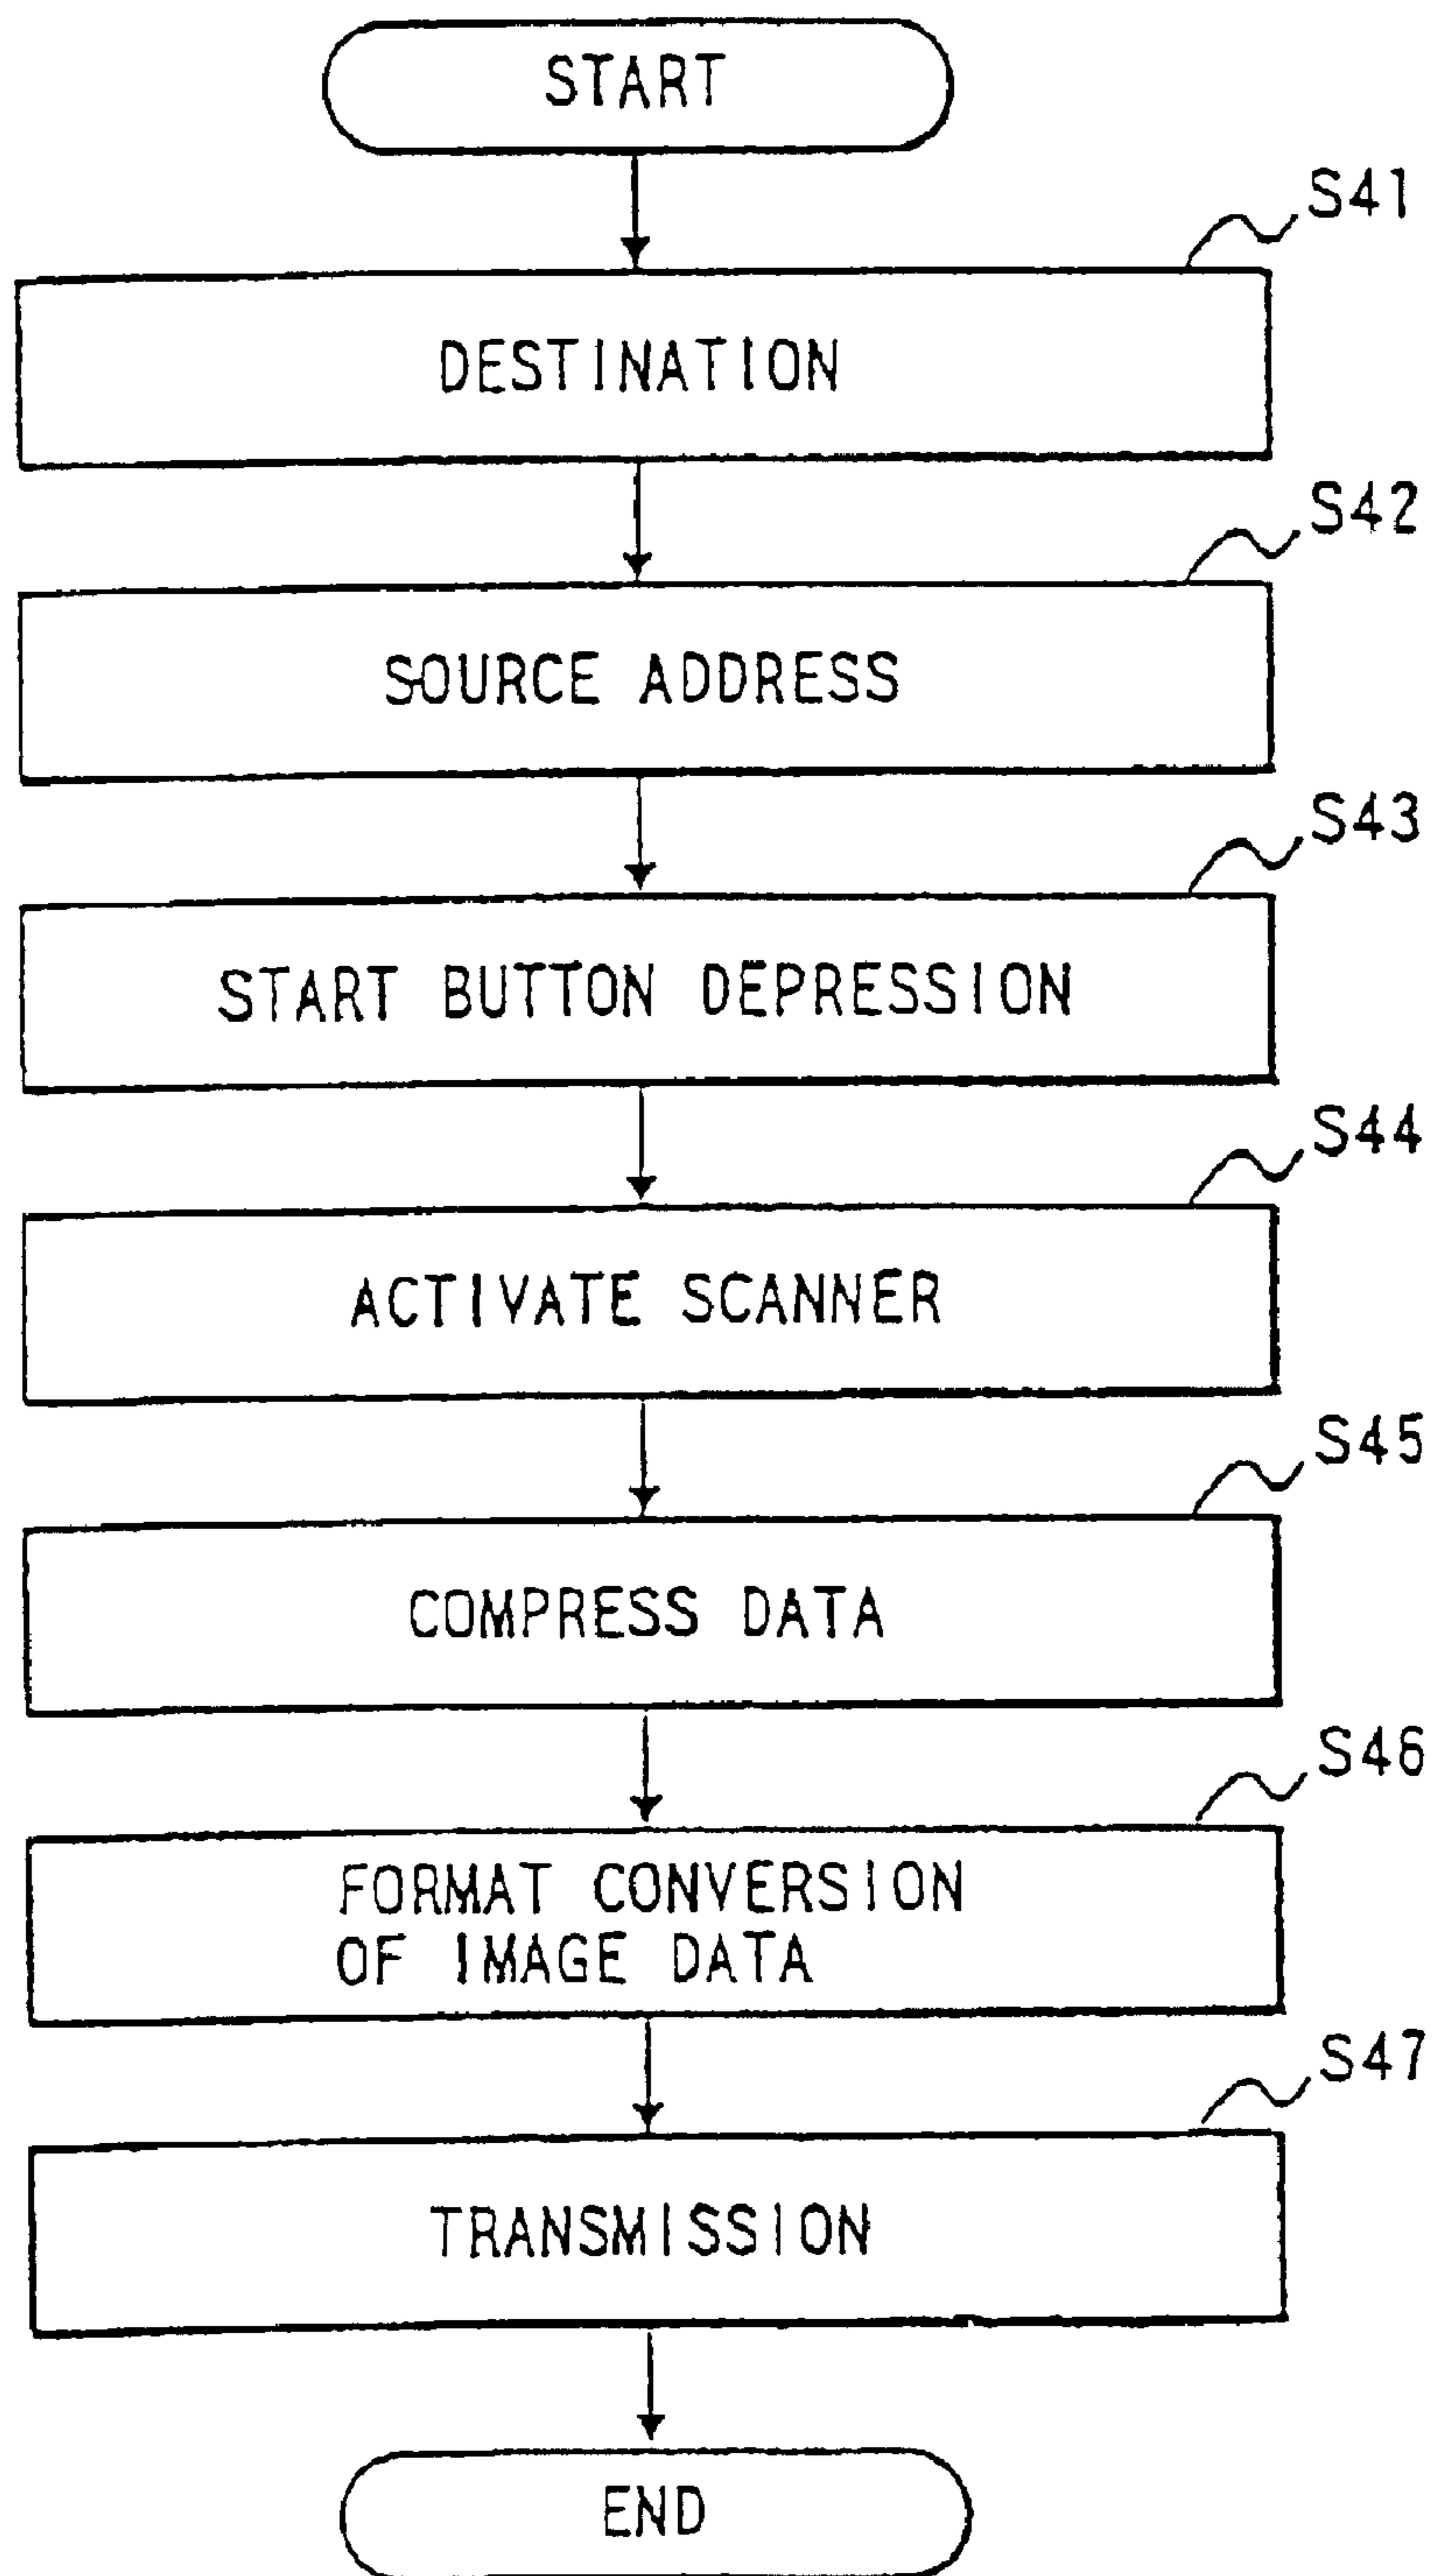 START
S41
DESTINATION
S42
SOURCE ADDRESS
S43
START BUTTON DEPRESSION
S44
ACTIVATE SCANNER
S45
COMPRESS DATA
S46
FORMAT CONVERSION
OF IMAGE DATA
S47
TRANSMISSION
END